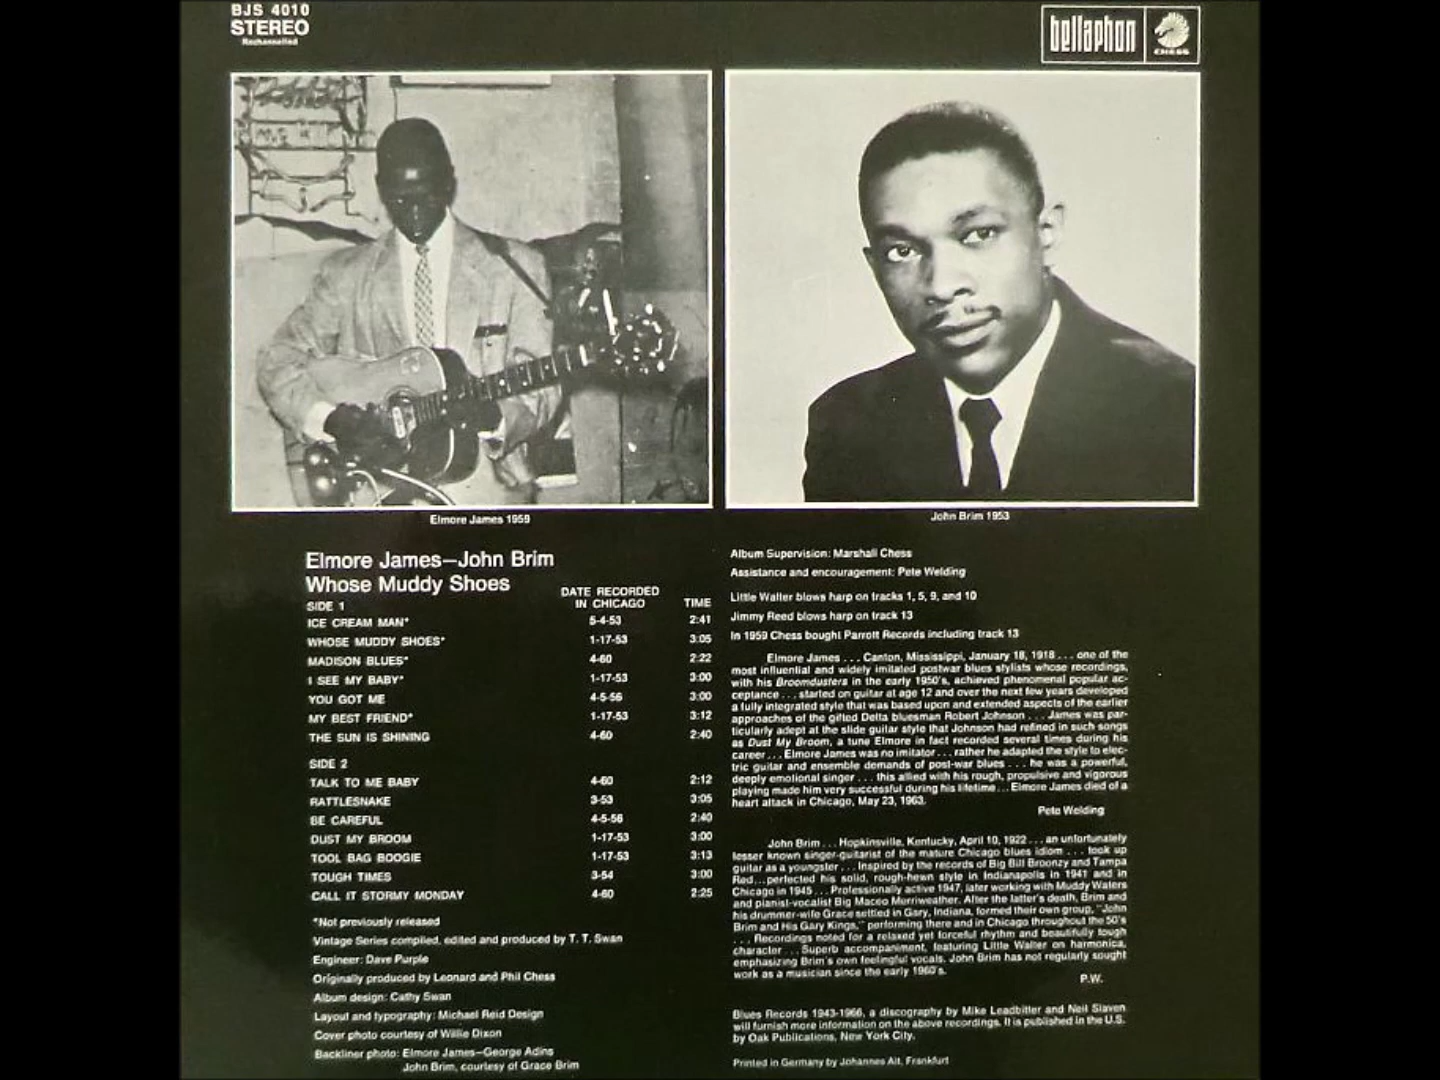 BJS 4010
STEREO
Rechannelled
bellaphon
CHESS
Elmore James 1959
John Brim 1953
Elmore James—John Brim
Whose Muddy Shoes
DATE RECORDED
IN CHICAGO TIME
SIDE 1
ICE CREAM MAN* 5-4-53 2:41
WHOSE MUDDY SHOES* 1-17-53 3:05
MADISON BLUES* 4-60 2:22
I SEE MY BABY* 1-17-53 3:00
YOU GOT ME 4-5-56 3:00
MY BEST FRIEND* 1-17-53 3:12
THE SUN IS SHINING 4-60 2:40
SIDE 2
TALK TO ME BABY 4-60 2:12
RATTLESNAKE 3-53 3:05
BE CAREFUL 4-5-56 2:40
DUST MY BROOM 1-17-53 3:00
TOOL BAG BOOGIE 1-17-53 3:13
TOUGH TIMES 3-54 3:00
CALL IT STORMY MONDAY 4-60 2:25
*Not previously released
Vintage Series compiled, edited and produced by T. T. Swan
Engineer: Dave Purple
Originally produced by Leonard and Phil Chess
Album design: Cathy Swan
Layout and typography: Michael Reid Design
Cover photo courtesy of Willie Dixon
Backliner photo: Elmore James—George Adins
John Brim, courtesy of Grace Brim
Album Supervision: Marshall Chess
Assistance and encouragement: Pete Welding
Little Walter blows harp on tracks 1, 5, 9, and 10
Jimmy Reed blows harp on track 13
In 1959 Chess bought Parrott Records including track 13
Elmore James . . . Canton, Mississippi, January 18, 1918 . . . one of the
most influential and widely imitated postwar blues stylists whose recordings,
with his Broomdusters in the early 1950's, achieved phenomenal popular ac-
ceptance . . . started on guitar at age 12 and over the next few years developed
a fully integrated style that was based upon and extended aspects of the earlier
approaches of the gifted Delta bluesman Robert Johnson . . . James was par-
ticularly adept at the slide guitar style that Johnson had refined in such songs
as Dust My Broom, a tune Elmore in fact recorded several times during his
career . . . Elmore James was no imitator . . . rather he adapted the style to elec-
tric guitar and ensemble demands of post-war blues . . . he was a powerful,
deeply emotional singer . . . this allied with his rough, propulsive and vigorous
playing made him very successful during his lifetime . . . Elmore James died of a
heart attack in Chicago, May 23, 1963.
Pete Welding
John Brim . . . Hopkinsville, Kentucky, April 10, 1922 . . . an unfortunately
lesser known singer-guitarist of the mature Chicago blues idiom . . . took up
guitar as a youngster . . . Inspired by the records of Big Bill Broonzy and Tampa
Red . . . perfected his solid, rough-hewn style in Indianapolis in 1941 and in
Chicago in 1945 . . . Professionally active 1947, later working with Muddy Waters
and pianist-vocalist Big Maceo Merriweather. After the latter's death, Brim and
his drummer-wife Grace settled in Gary, Indiana, formed their own group, "John
Brim and His Gary Kings," performing there and in Chicago throughout the 50's
. . . Recordings noted for a relaxed yet forceful rhythm and beautifully tough
character . . . Superb accompaniment, featuring Little Walter on harmonica,
emphasizing Brim's own feelingful vocals. John Brim has not regularly sought
work as a musician since the early 1960's.
P.W.
Blues Records 1943-1966, a discography by Mike Leadbitter and Neil Slaven
will furnish more information on the above recordings. It is published in the U.S.
by Oak Publications, New York City.
Printed in Germany by Johannes Alt, Frankfurt